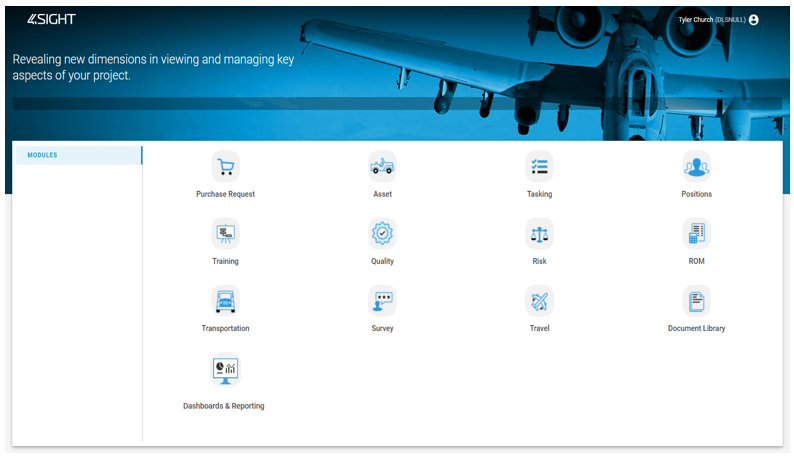 4SIGHT
Tyler Church (DLSNULL)
Revealing new dimensions in viewing and managing key
aspects of your project.
MODULES
Purchase Request
Asset
Tasking
Positions
Training
Quality
Risk
ROM
Transportation
Survey
Travel
Document Library
Dashboards & Reporting